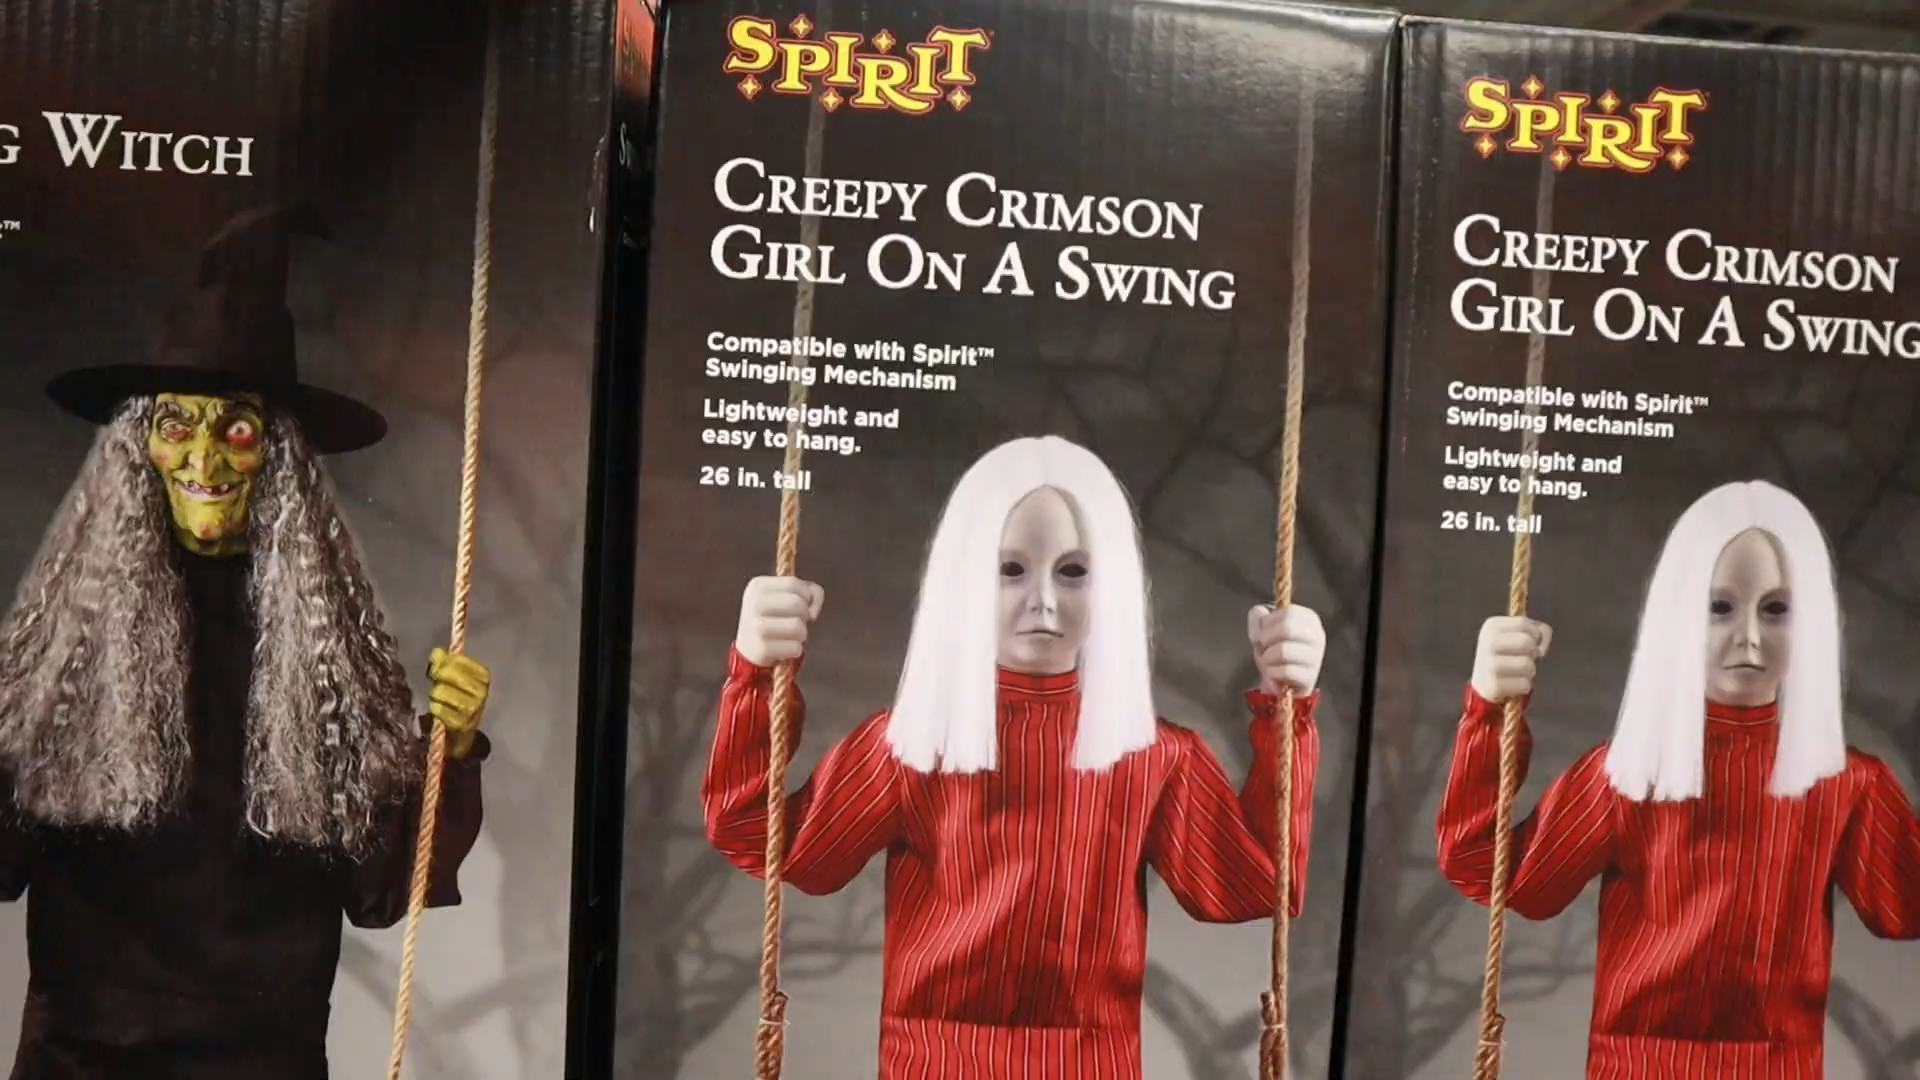 G WITCH
™
SPIRIT
CREEPY CRIMSON
GIRL ON A SWING
Compatible with Spirit™
Swinging Mechanism
Lightweight and
easy to hang.
26 in. tall
SPIRIT
CREEPY CRIMSON
GIRL ON A SWING
Compatible with Spirit™
Swinging Mechanism
Lightweight and
easy to hang.
26 in. tall